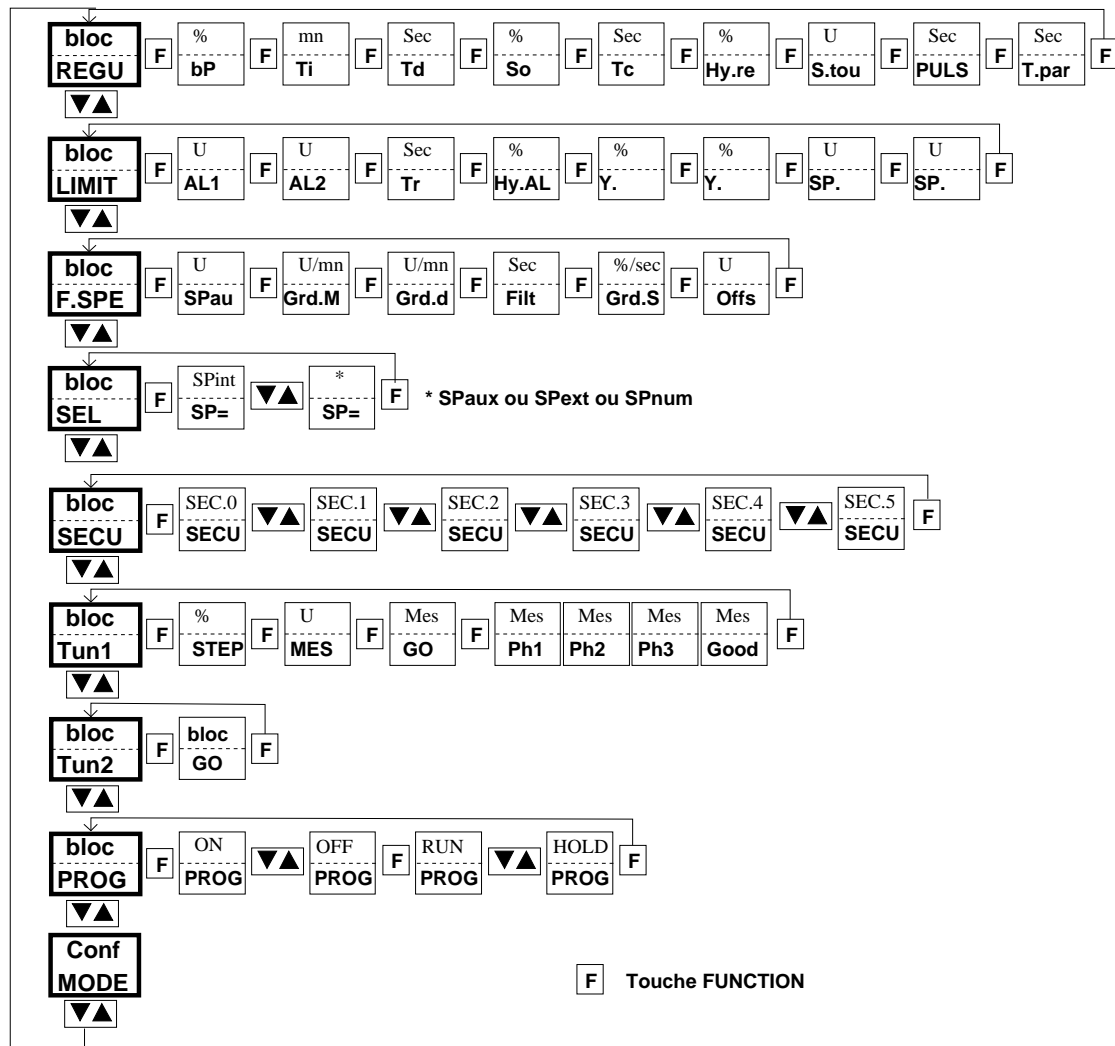 bloc F % F mn F Sec F % F Sec F % F U F Sec F Sec F
REGU bP Ti Td So Tc Hy.re S.tou PULS T.par
▼▲
bloc F U F U F Sec F % F % F % F U F U F
LIMIT AL1 AL2 Tr Hy.AL Y. Y. SP. SP.
▼▲
bloc F U F U/mn F U/mn F Sec F %/sec F U F
F.SPE SPau Grd.M Grd.d Filt Grd.S Offs
▼▲
bloc F SPint ▼▲ * F * SPaux ou SPext ou SPnum
SEL SP= SP=
▼▲
bloc F SEC.0 ▼▲ SEC.1 ▼▲ SEC.2 ▼▲ SEC.3 ▼▲ SEC.4 ▼▲ SEC.5 F
SECU SECU SECU SECU SECU SECU SECU
▼▲
bloc F % F U F Mes F Mes Mes Mes Mes F
Tun1 STEP MES GO Ph1 Ph2 Ph3 Good
▼▲
bloc F bloc F
Tun2 GO
▼▲
bloc F ON ▼▲ OFF F RUN ▼▲ HOLD F
PROG PROG PROG PROG PROG
▼▲
Conf
MODE
▼▲
F Touche FUNCTION